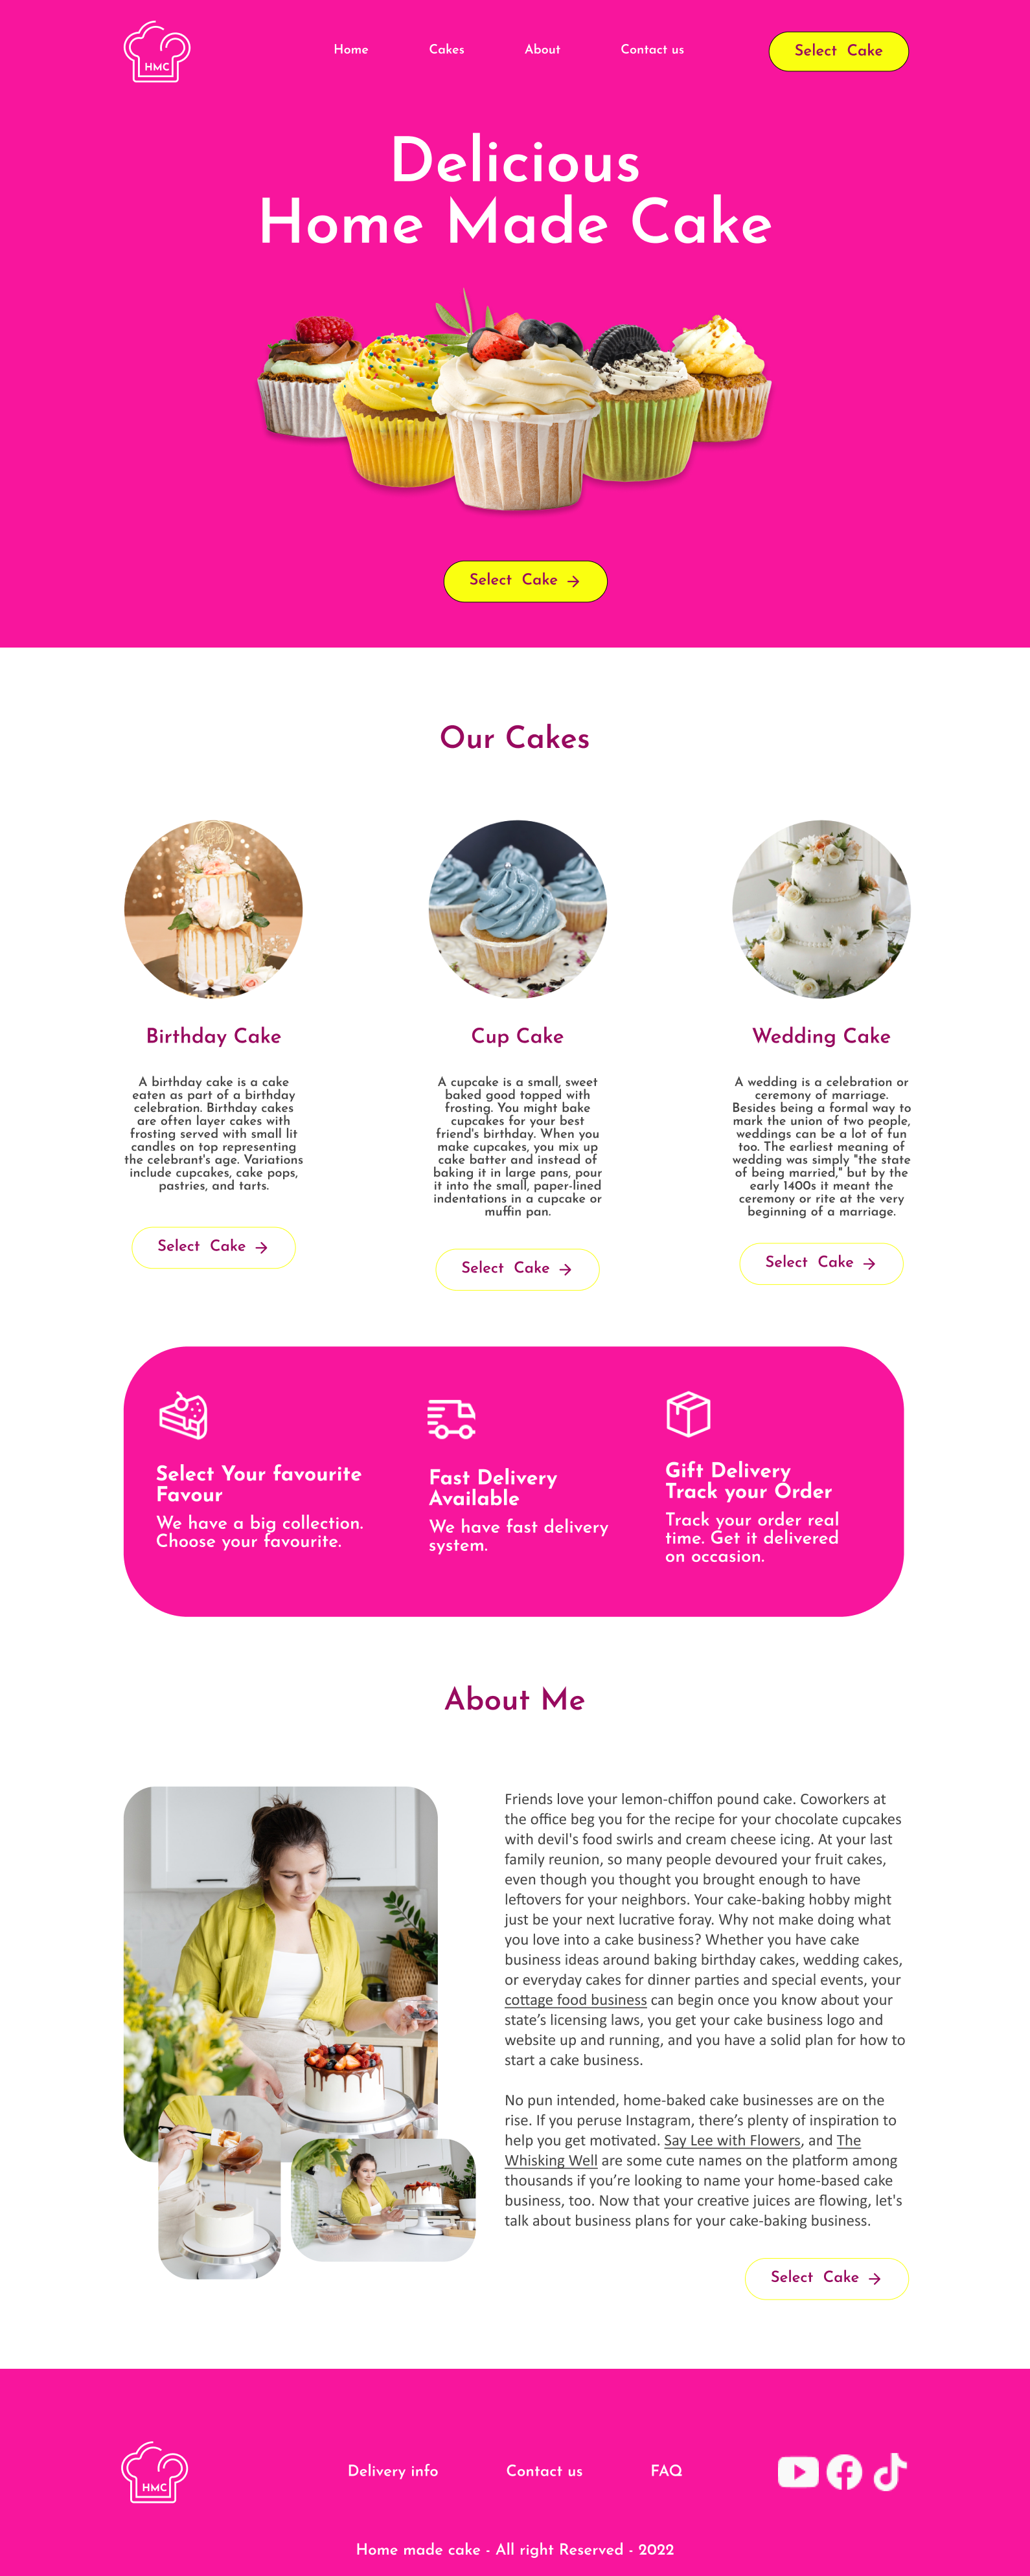 HMC
Home
Cakes
About
Contact us
Select Cake
Delicious
Home Made Cake
Select Cake
Our Cakes
Birthday Cake
A birthday cake is a cake
eaten as part of a birthday
celebration. Birthday cakes
are often layer cakes with
frosting served with small lit
candles on top representing
the celebrant's age. Variations
include cupcakes, cake pops,
pastries, and tarts.
Select Cake
Cup Cake
A cupcake is a small, sweet
baked good topped with
frosting. You might bake
cupcakes for your best
friend's birthday. When you
make cupcakes, you mix up
cake batter and instead of
baking it in large pans, pour
it into the small, paper-lined
indentations in a cupcake or
muffin pan.
Select Cake
Wedding Cake
A wedding is a celebration or
ceremony of marriage.
Besides being a formal way to
mark the union of two people,
weddings can be a lot of fun
too. The earliest meaning of
wedding was simply "the state
of being married," but by the
early 1400s it meant the
ceremony or rite at the very
beginning of a marriage.
Select Cake
Select Your favourite
Favour
We have a big collection.
Choose your favourite.
Fast Delivery
Available
We have fast delivery
system.
Gift Delivery
Track your Order
Track your order real
time. Get it delivered
on occasion.
About Me
Friends love your lemon-chiffon pound cake. Coworkers at
the office beg you for the recipe for your chocolate cupcakes
with devil's food swirls and cream cheese icing. At your last
family reunion, so many people devoured your fruit cakes,
even though you thought you brought enough to have
leftovers for your neighbors. Your cake-baking hobby might
just be your next lucrative foray. Why not make doing what
you love into a cake business? Whether you have cake
business ideas around baking birthday cakes, wedding cakes,
or everyday cakes for dinner parties and special events, your
cottage food business can begin once you know about your
state’s licensing laws, you get your cake business logo and
website up and running, and you have a solid plan for how to
start a cake business.
No pun intended, home-baked cake businesses are on the
rise. If you peruse Instagram, there’s plenty of inspiration to
help you get motivated. Say Lee with Flowers, and The
Whisking Well are some cute names on the platform among
thousands if you’re looking to name your home-based cake
business, too. Now that your creative juices are flowing, let's
talk about business plans for your cake-baking business.
Select Cake
HMC
Delivery info
Contact us
FAQ
Home made cake - All right Reserved - 2022